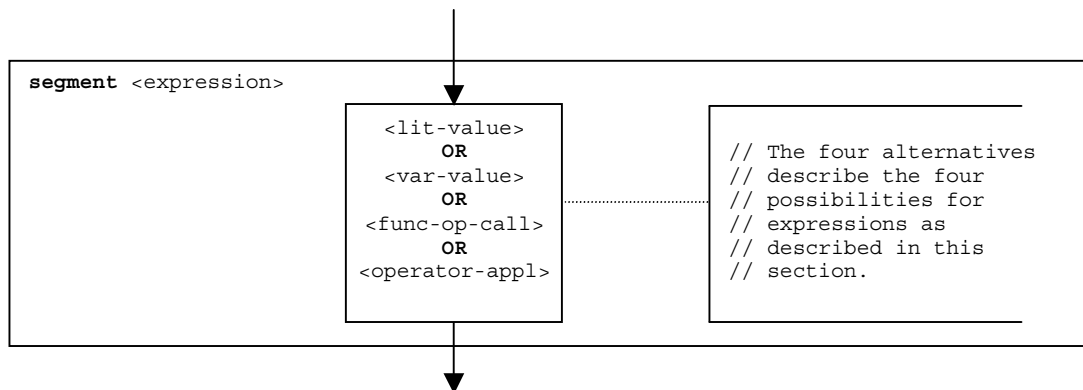 segment <expression>
<lit-value>
OR
<var-value>
OR
<func-op-call>
OR
<operator-appl>
// The four alternatives
// describe the four
// possibilities for
// expressions as
// described in this
// section.